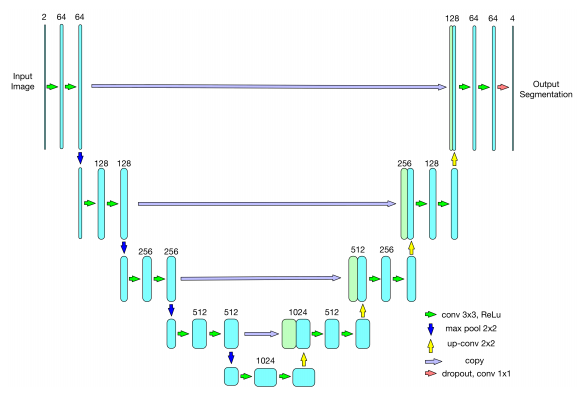 2 64 64
128 64 64 4
Input
Image
Output
Segmentation
128 128
256 128
256 256
512 256
512 512
1024 512
1024
conv 3x3, ReLu
max pool 2x2
up-conv 2x2
copy
dropout, conv 1x1